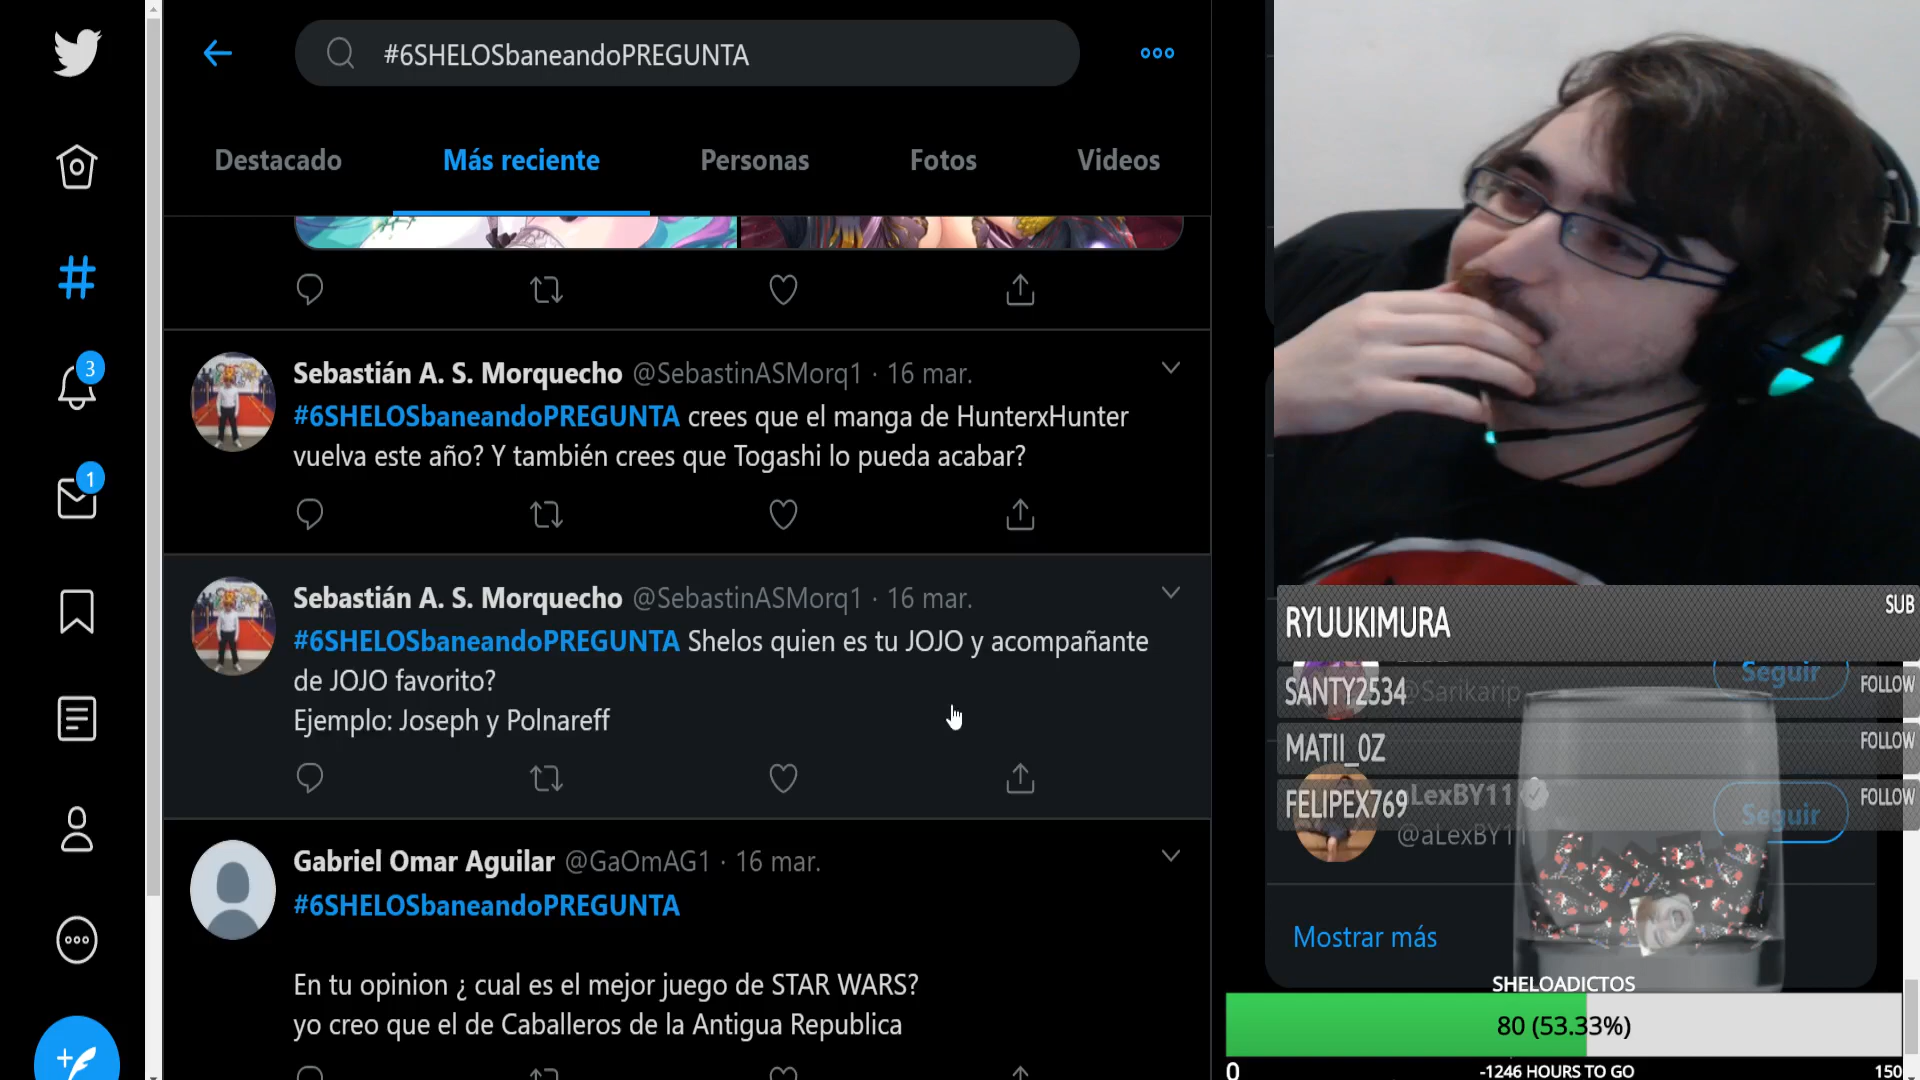 #6SHELOSbaneandoPREGUNTA
Destacado
Más reciente
Personas
Fotos
Videos
3
1
Sebastián A. S. Morquecho @SebastinASMorq1 · 16 mar.
#6SHELOSbaneandoPREGUNTA crees que el manga de HunterxHunter
vuelva este año? Y también crees que Togashi lo pueda acabar?
Sebastián A. S. Morquecho @SebastinASMorq1 · 16 mar.
#6SHELOSbaneandoPREGUNTA Shelos quien es tu JOJO y acompañante
de JOJO favorito?
Ejemplo: Joseph y Polnareff
Gabriel Omar Aguilar @GaOmAG1 · 16 mar.
#6SHELOSbaneandoPREGUNTA
En tu opinion ¿ cual es el mejor juego de STAR WARS?
yo creo que el de Caballeros de la Antigua Republica
RYUUKIMURA SUB
SANTY2534 FOLLOW
@Sarikarip
Seguir
MATII_0Z FOLLOW
FELIPEX769 FOLLOW
aLexBY11
@aLexBY11
Seguir
Mostrar más
SHELOADICTOS
80 (53.33%)
0 -1246 HOURS TO GO 150